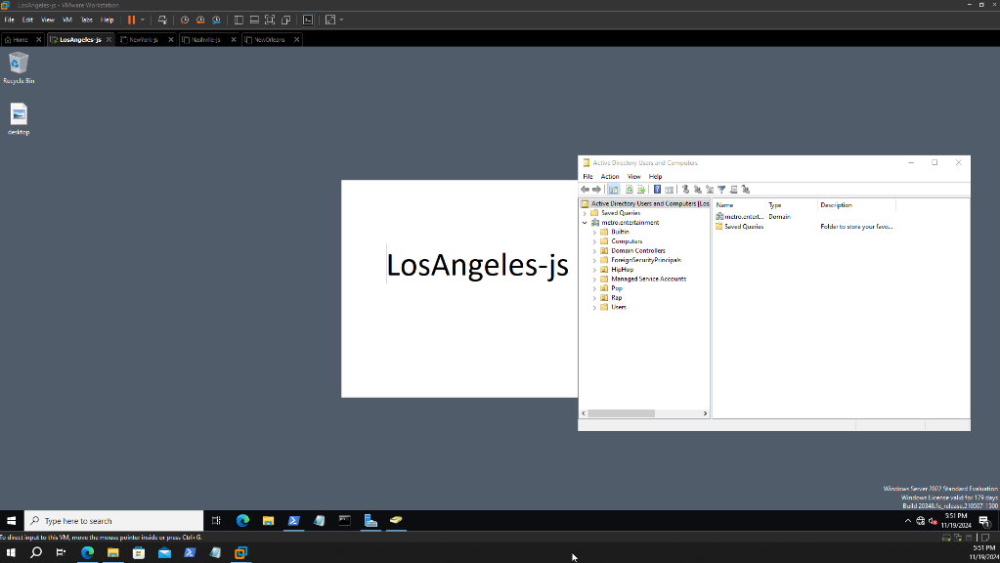 LosAngeles-js - VMware Workstation
File Edit View VM Tabs Help
Home LosAngeles-js NewYork-js Nashville-js NewOrleans
Recycle Bin
desktop
LosAngeles-js
Active Directory Users and Computers
File Action View Help
Active Directory Users and Computers [Los
Saved Queries
metro.entertainment
Builtin
Computers
Domain Controllers
ForeignSecurityPrincipals
HipHop
Managed Service Accounts
Pop
Rap
Users
Name Type Description
metro.entert... Domain
Saved Queries Folder to store your favo...
Windows Server 2022 Standard Evaluation
Windows License valid for 179 days
Build 20348.fe_release.210507-1500
Type here to search
5:51 PM
11/19/2024
To direct input to this VM, move the mouse pointer inside or press Ctrl+G.
5:51 PM
11/19/2024